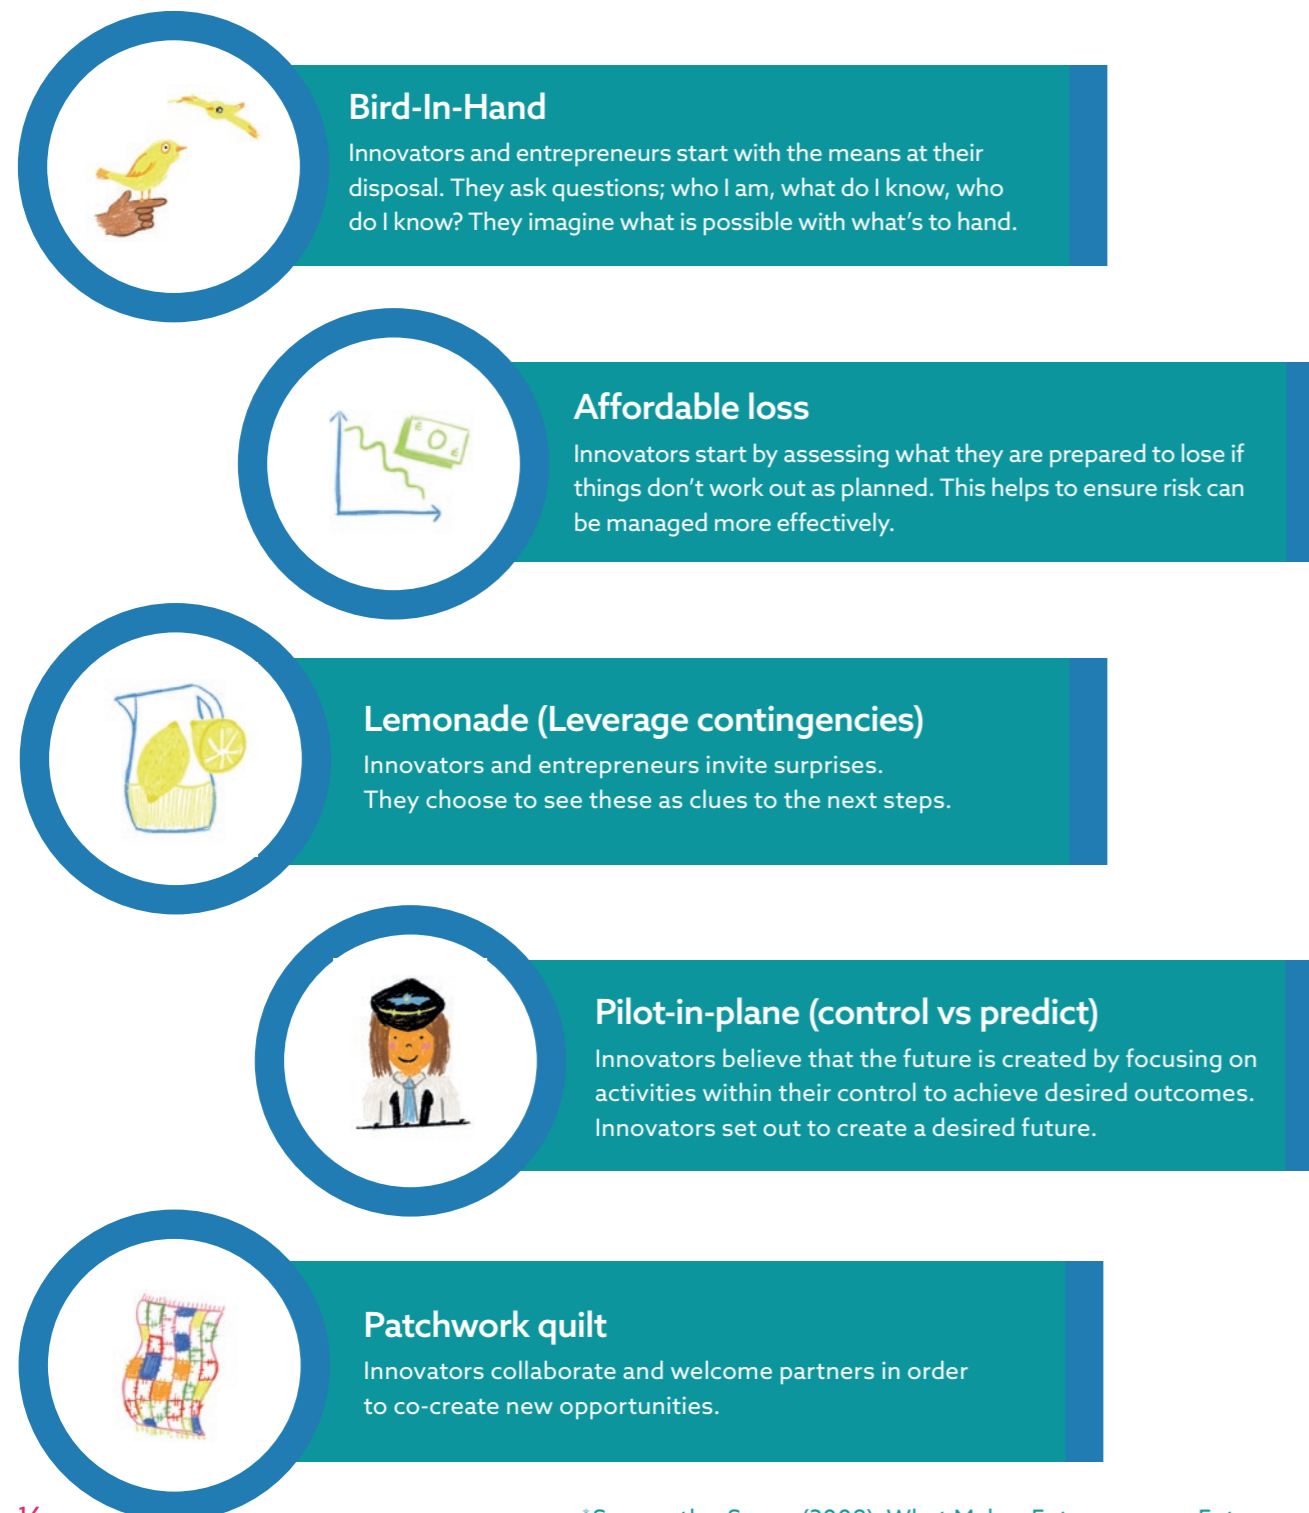 Bird-In-Hand
Innovators and entrepreneurs start with the means at their
disposal. They ask questions; who I am, what do I know, who
do I know? They imagine what is possible with what's to hand.
Affordable loss
Innovators start by assessing what they are prepared to lose if
things don't work out as planned. This helps to ensure risk can
be managed more effectively.
Lemonade (Leverage contingencies)
Innovators and entrepreneurs invite surprises.
They choose to see these as clues to the next steps.
Pilot-in-plane (control vs predict)
Innovators believe that the future is created by focusing on
activities within their control to achieve desired outcomes.
Innovators set out to create a desired future.
Patchwork quilt
Innovators collaborate and welcome partners in order
to co-create new opportunities.